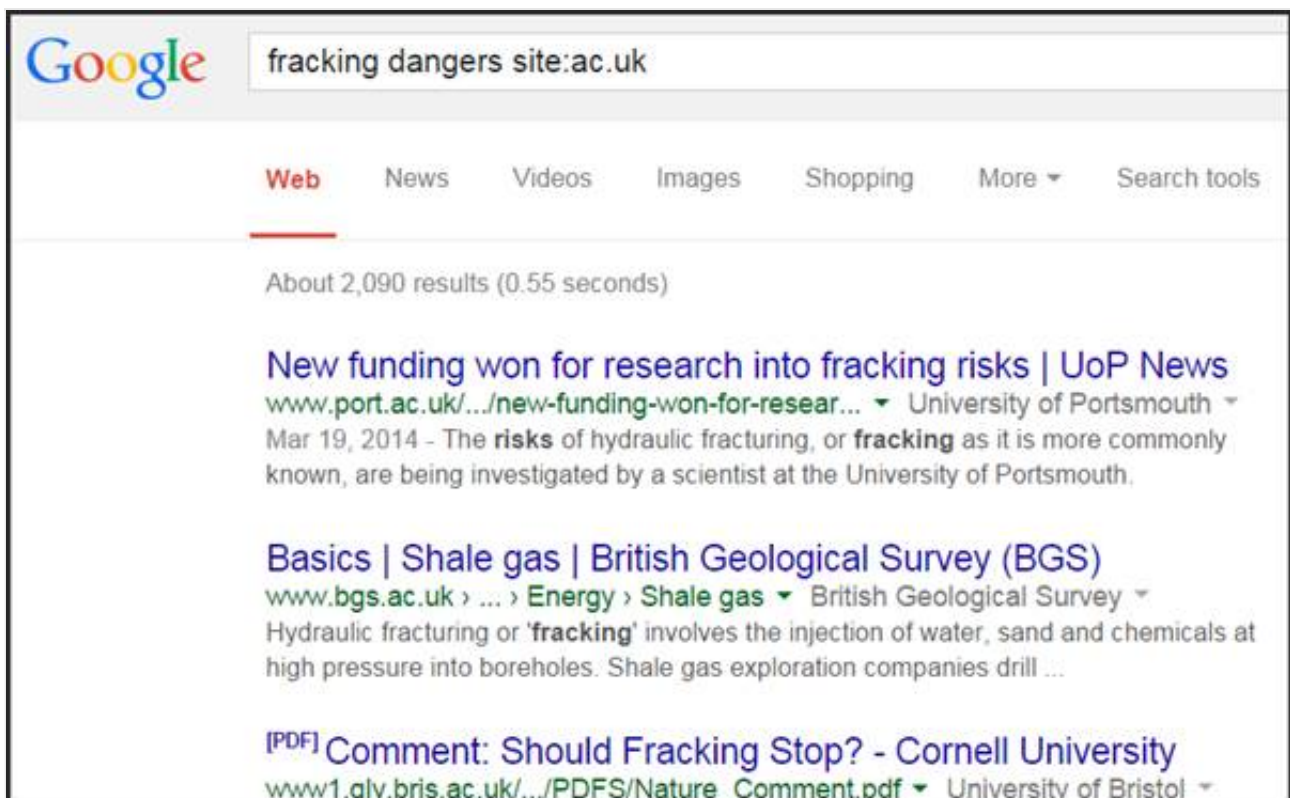 Google
fracking dangers site:ac.uk
Web News Videos Images Shopping More Search tools
About 2,090 results (0.55 seconds)
New funding won for research into fracking risks | UoP News
www.port.ac.uk/.../new-funding-won-for-resear... University of Portsmouth
Mar 19, 2014 - The risks of hydraulic fracturing, or fracking as it is more commonly
known, are being investigated by a scientist at the University of Portsmouth.
Basics | Shale gas | British Geological Survey (BGS)
www.bgs.ac.uk › ... › Energy › Shale gas British Geological Survey
Hydraulic fracturing or 'fracking' involves the injection of water, sand and chemicals at
high pressure into boreholes. Shale gas exploration companies drill ...
[PDF] Comment: Should Fracking Stop? - Cornell University
www1.gly.bris.ac.uk/.../PDFS/Nature_Comment.pdf University of Bristol